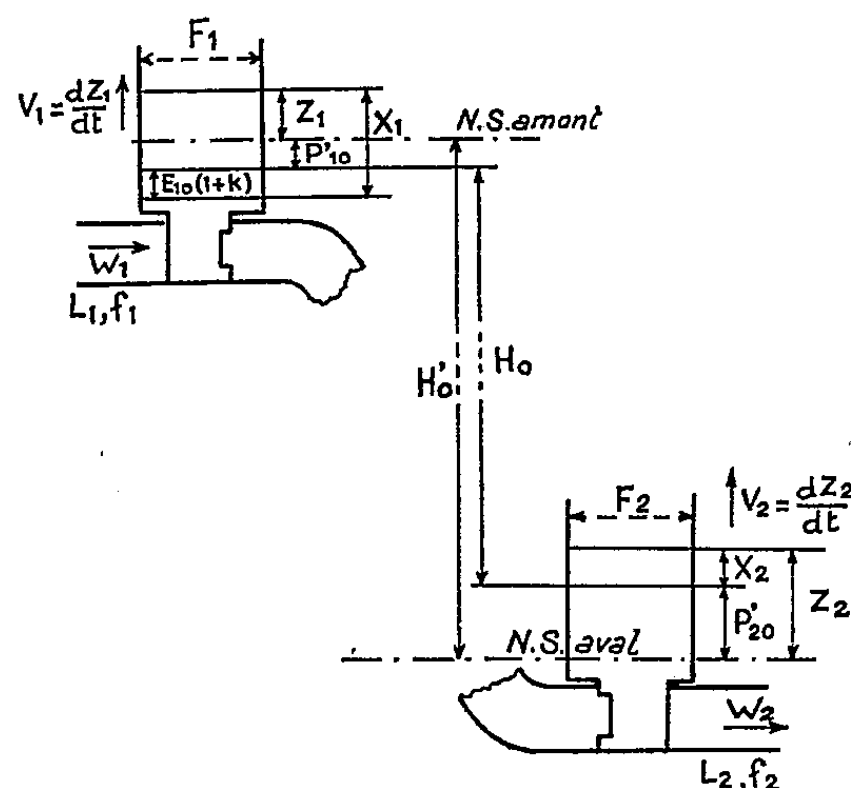 F₁
V₁ = dZ₁/dt
Z₁
X₁
N.S. amont
P'₁₀
E₁₀(1+k)
W₁
L₁, f₁
H'₀
H₀
F₂
V₂ = dZ₂/dt
X₂
Z₂
P'₂₀
N.S. aval
W₂
L₂, f₂